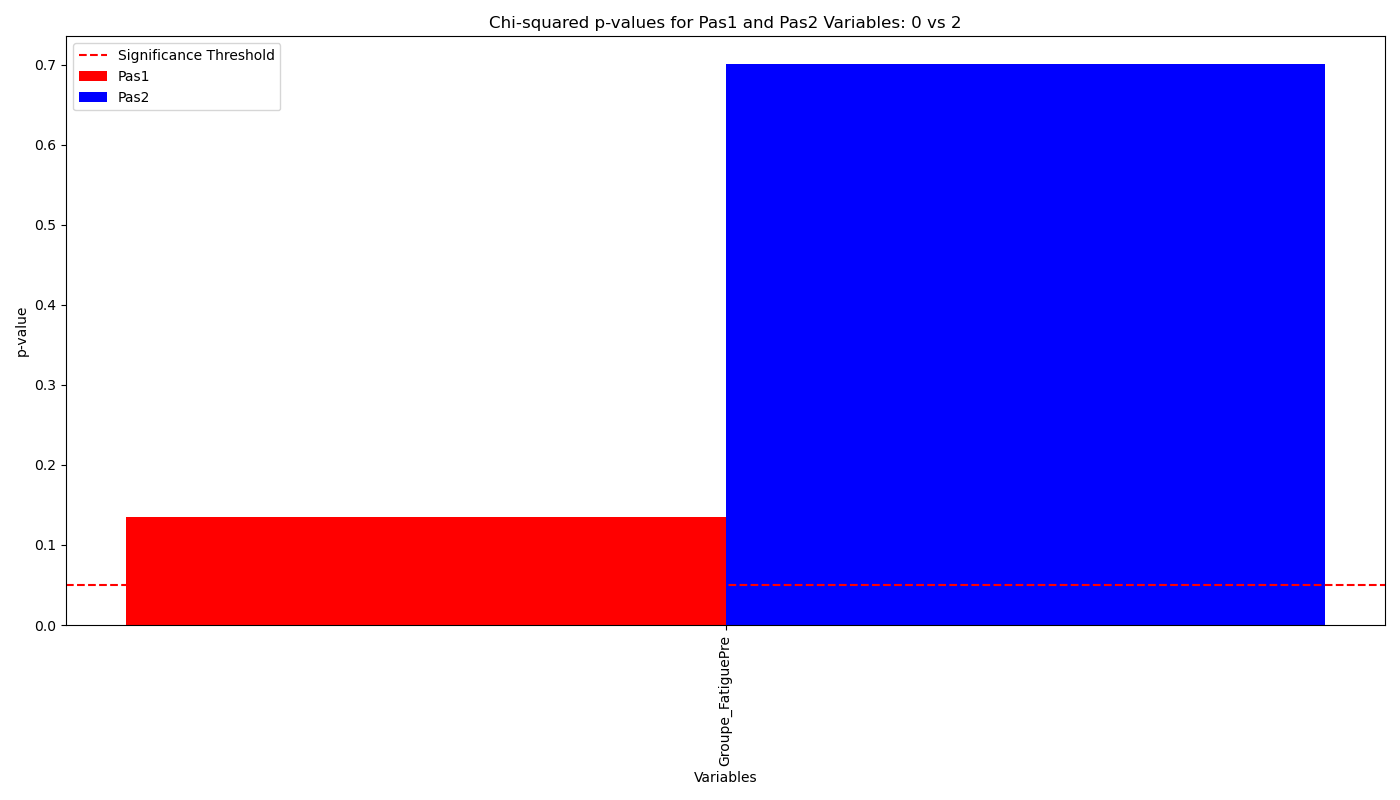 Chi-squared p-values for Pas1 and Pas2 Variables: 0 vs 2
Significance Threshold
Pas1
Pas2
0.7
0.6
0.5
0.4
0.3
0.2
0.1
0.0
p-value
Groupe_FatiguePre
Variables